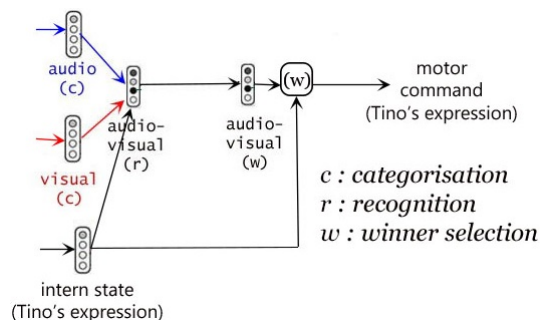 audio
(c)
visual
(c)
audio-
visual
(r)
audio-
visual
(w)
(w)
motor
command
(Tino's expression)
c : categorisation
r : recognition
w : winner selection
intern state
(Tino's expression)